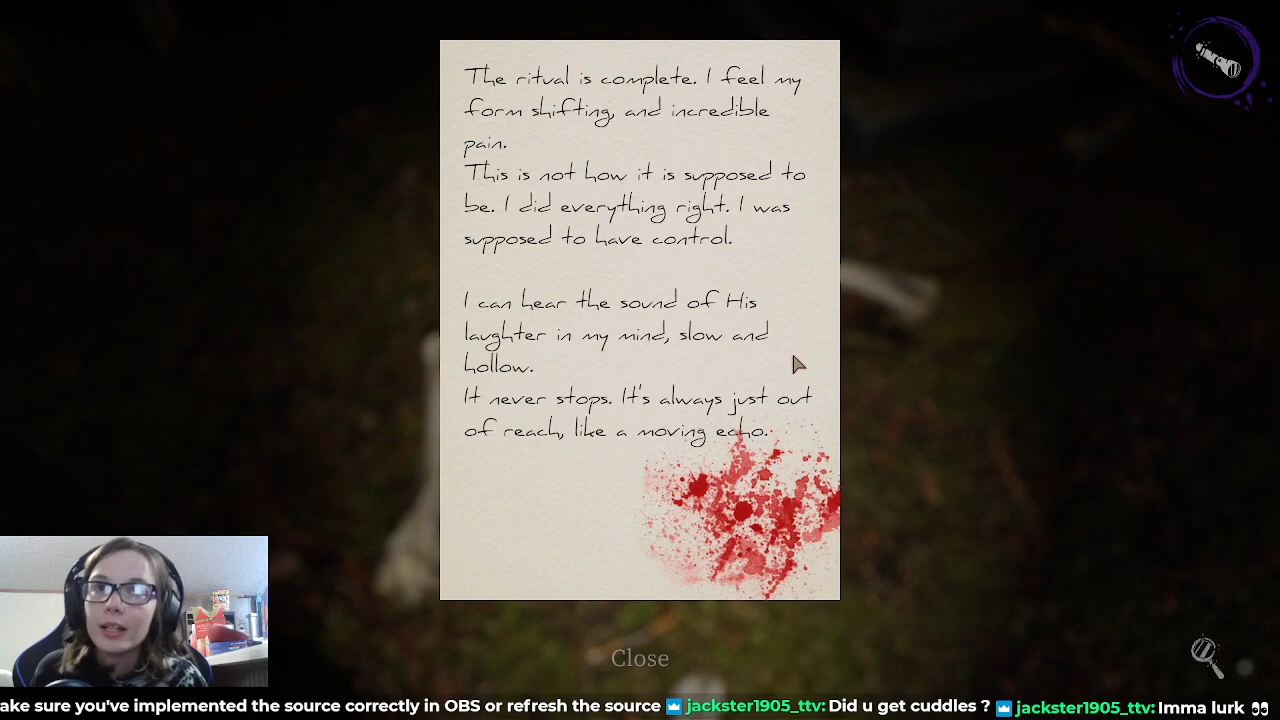 The ritual is complete. I feel my
form shifting, and incredible
pain.
This is not how it is supposed to
be. I did everything right. I was
supposed to have control.
I can hear the sound of His
laughter in my mind, slow and
hollow.
It never stops. It's always just out
of reach, like a moving echo.
Close
ake sure you've implemented the source correctly in OBS or refresh the source jackster1905_ttv: Did u get cuddles ? jackster1905_ttv: Imma lurk 👀